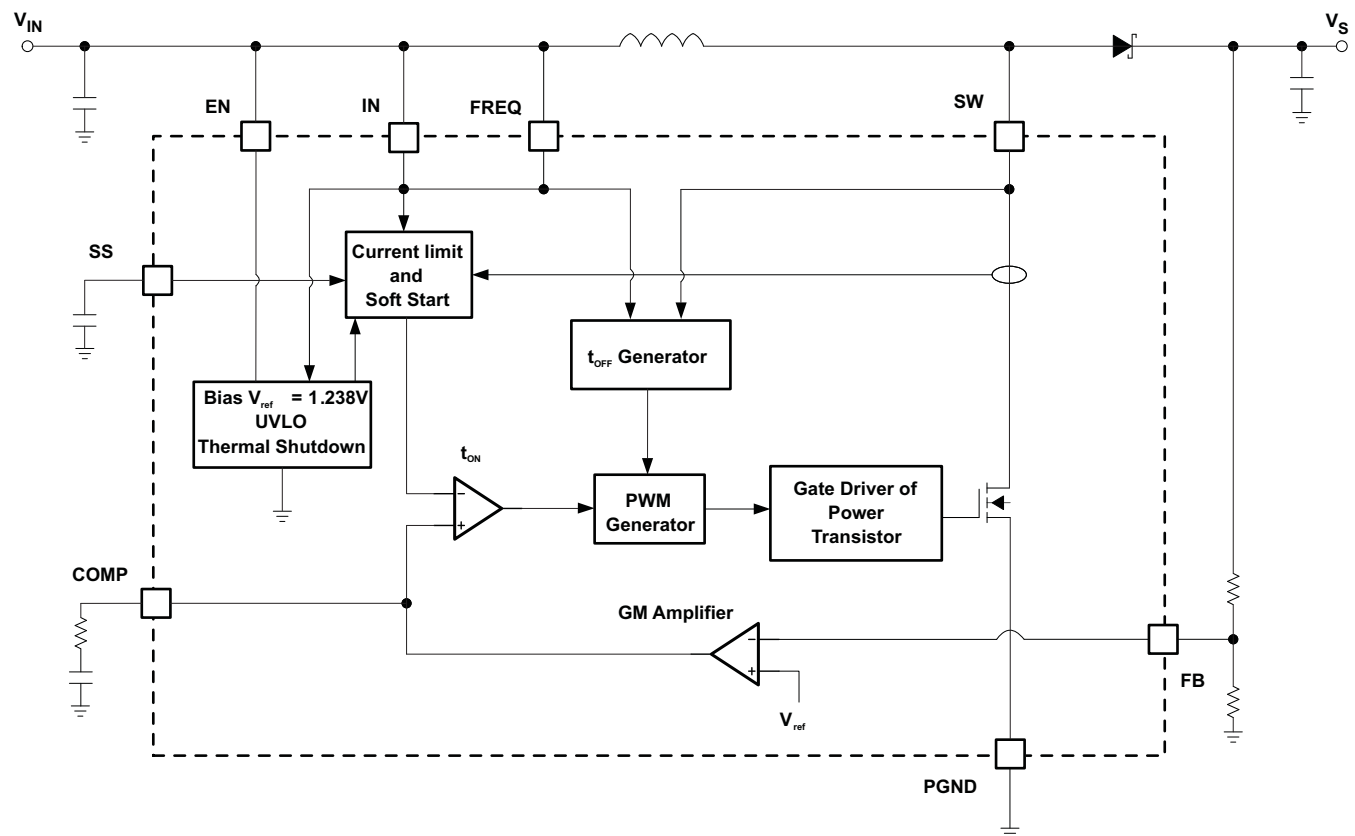 VIN
VS
EN
IN
FREQ
SW
SS
Current limit
and
Soft Start
tOFF Generator
Bias Vref = 1.238V
UVLO
Thermal Shutdown
tON
−
+
PWM
Generator
Gate Driver of
Power
Transistor
COMP
GM Amplifier
−
+
Vref
FB
PGND